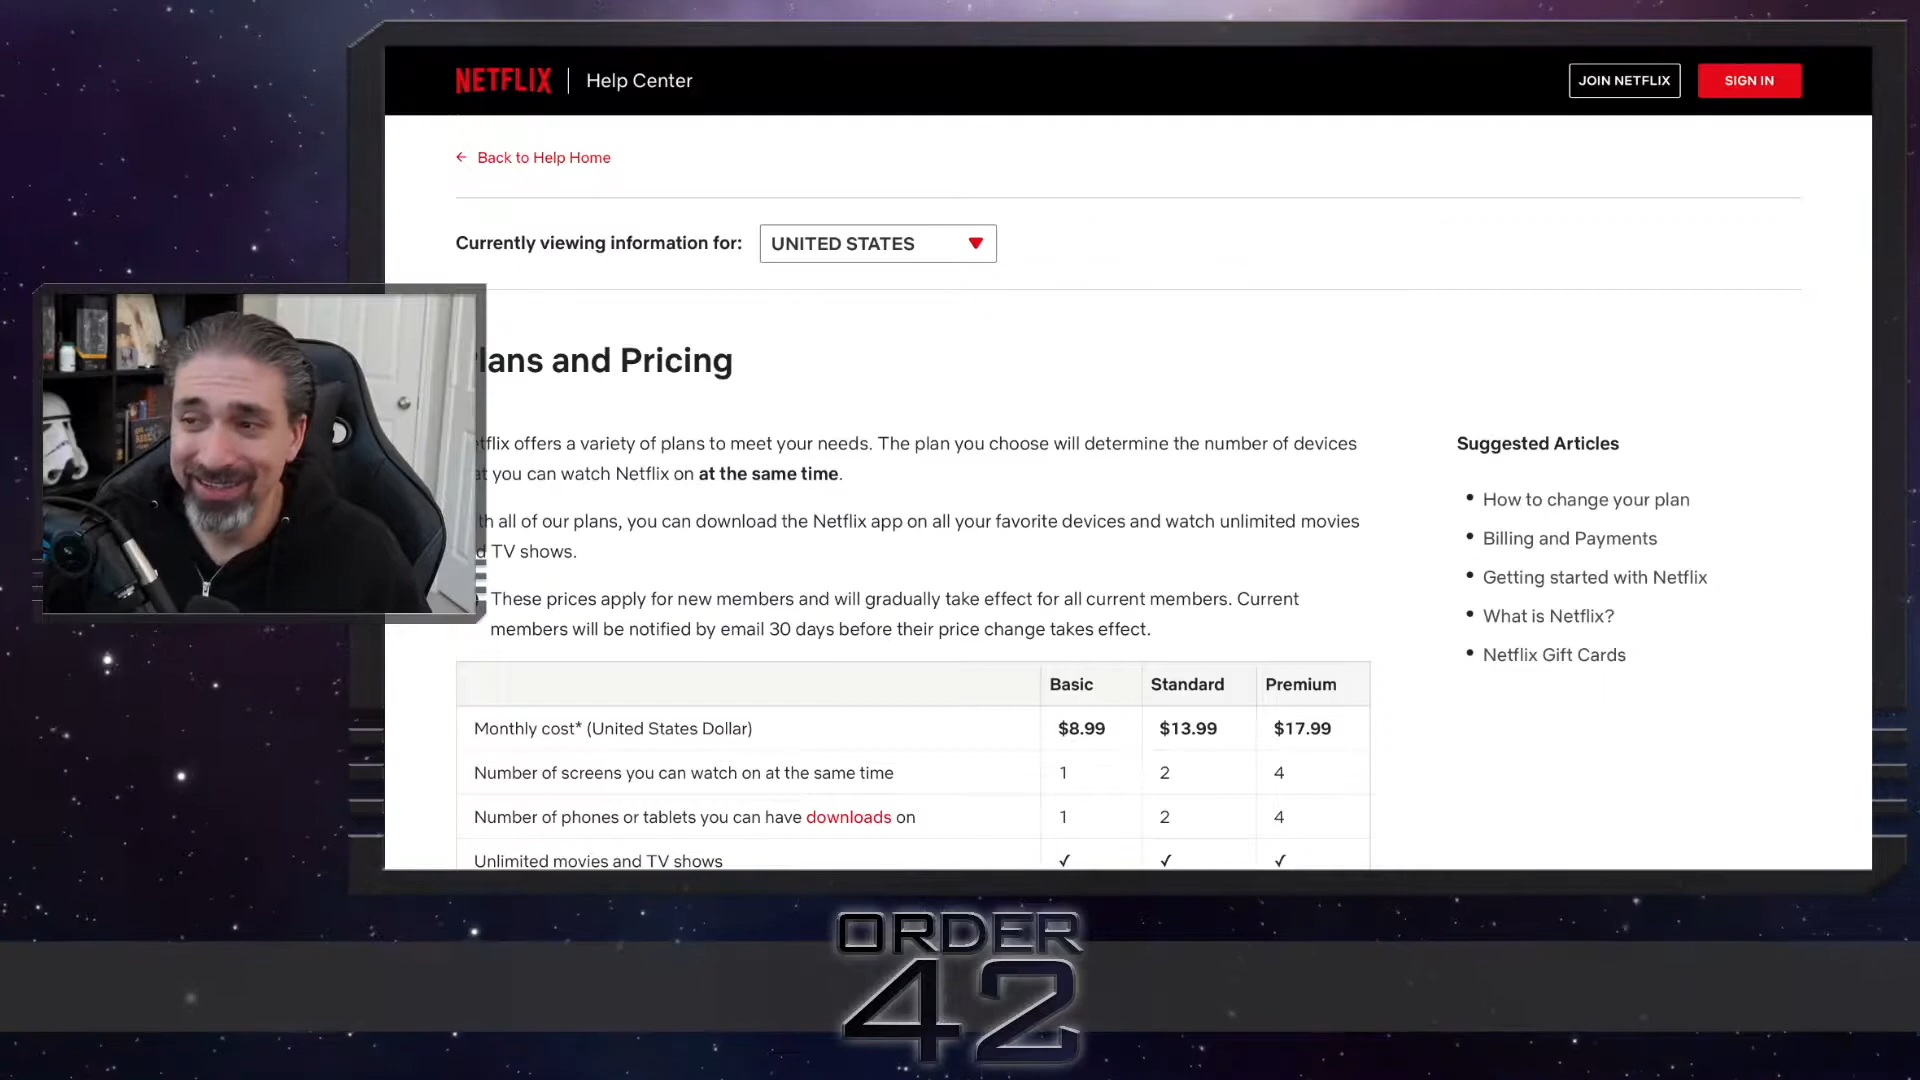 NETFLIX | Help Center
JOIN NETFLIX
SIGN IN
← Back to Help Home
Currently viewing information for:
UNITED STATES
lans and Pricing
tflix offers a variety of plans to meet your needs. The plan you choose will determine the number of devices
at you can watch Netflix on at the same time.
th all of our plans, you can download the Netflix app on all your favorite devices and watch unlimited movies
d TV shows.
These prices apply for new members and will gradually take effect for all current members. Current
members will be notified by email 30 days before their price change takes effect.
Basic Standard Premium
Monthly cost* (United States Dollar) $8.99 $13.99 $17.99
Number of screens you can watch on at the same time 1 2 4
Number of phones or tablets you can have downloads on 1 2 4
Unlimited movies and TV shows ✓ ✓ ✓
Suggested Articles
• How to change your plan
• Billing and Payments
• Getting started with Netflix
• What is Netflix?
• Netflix Gift Cards
ORDER
42